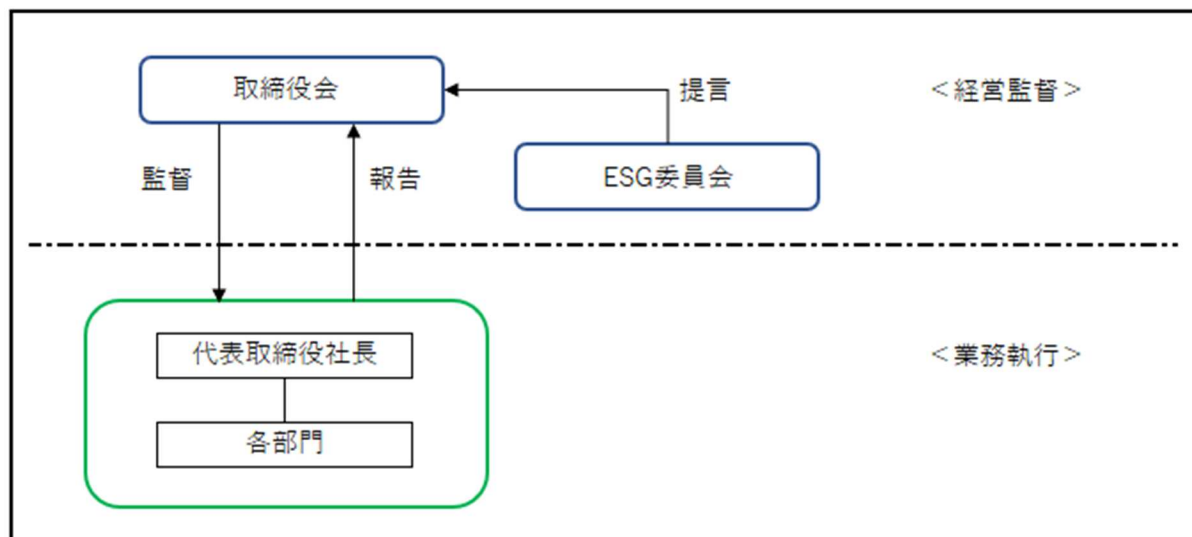 取締役会
提言
＜経営監督＞
ESG委員会
監督
報告
代表取締役社長
＜業務執行＞
各部門